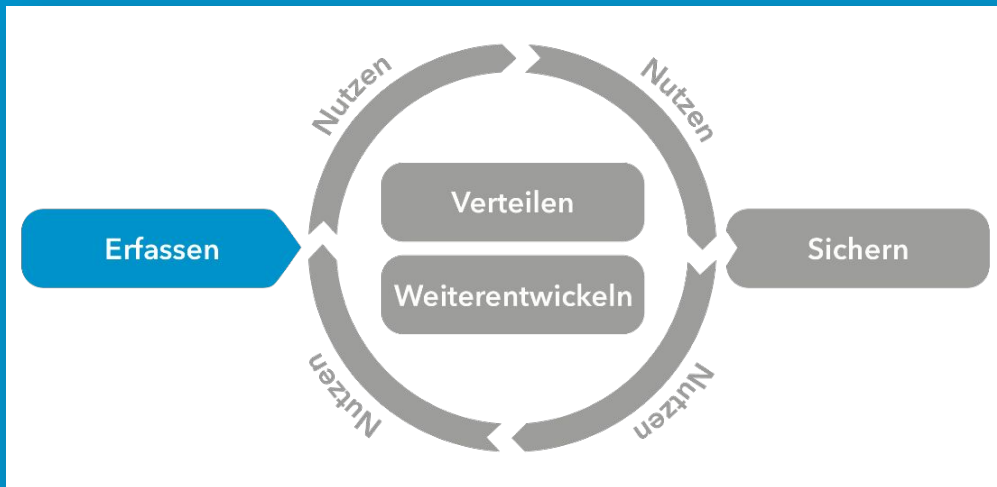 Nutzen
Nutzen
Verteilen
Erfassen
Sichern
Weiterentwickeln
Nutzen
Nutzen